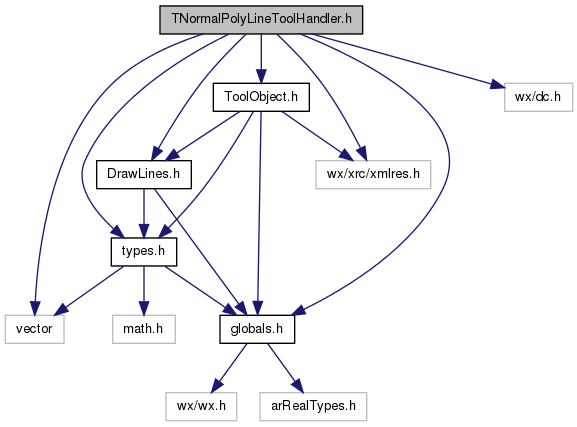 TNormalPolyLineToolHandler.h
ToolObject.h
wx/dc.h
DrawLines.h
wx/xrc/xmlres.h
types.h
vector
math.h
globals.h
wx/wx.h
arRealTypes.h